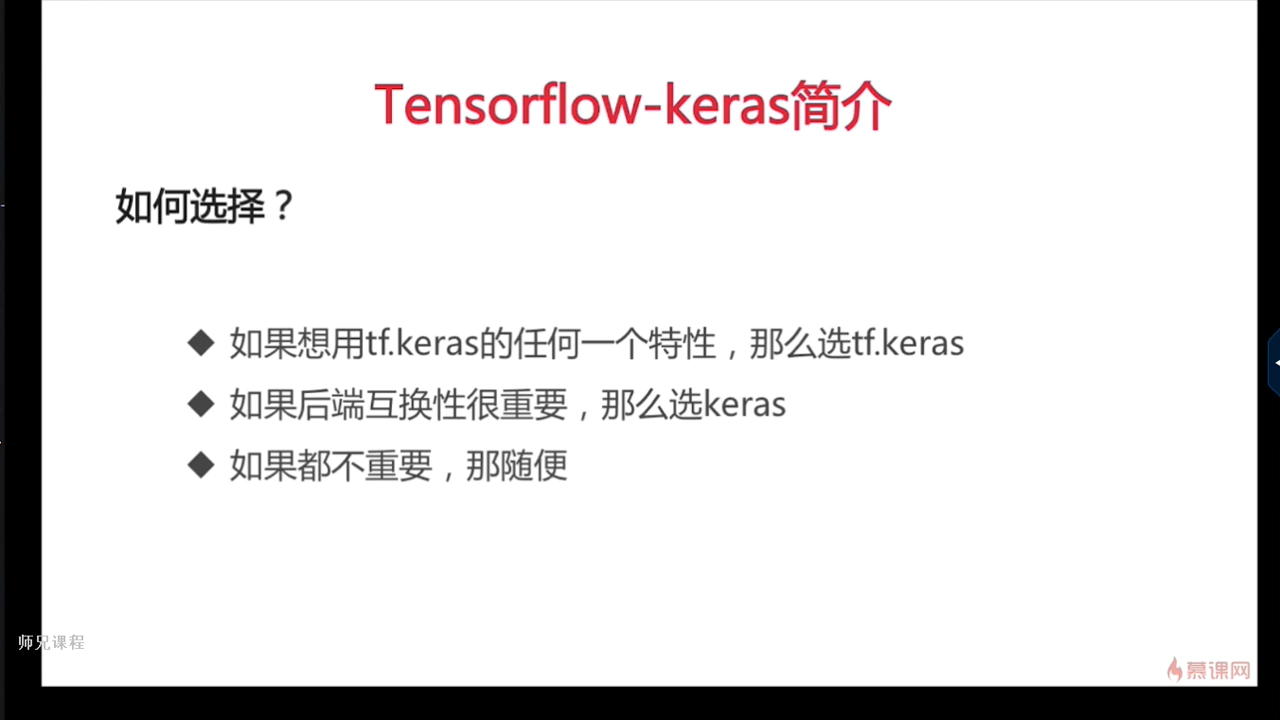 Tensorflow-keras简介
如何选择？
◆ 如果想用tf.keras的任何一个特性，那么选tf.keras
◆ 如果后端互换性很重要，那么选keras
◆ 如果都不重要，那随便
师兄课程
慕课网